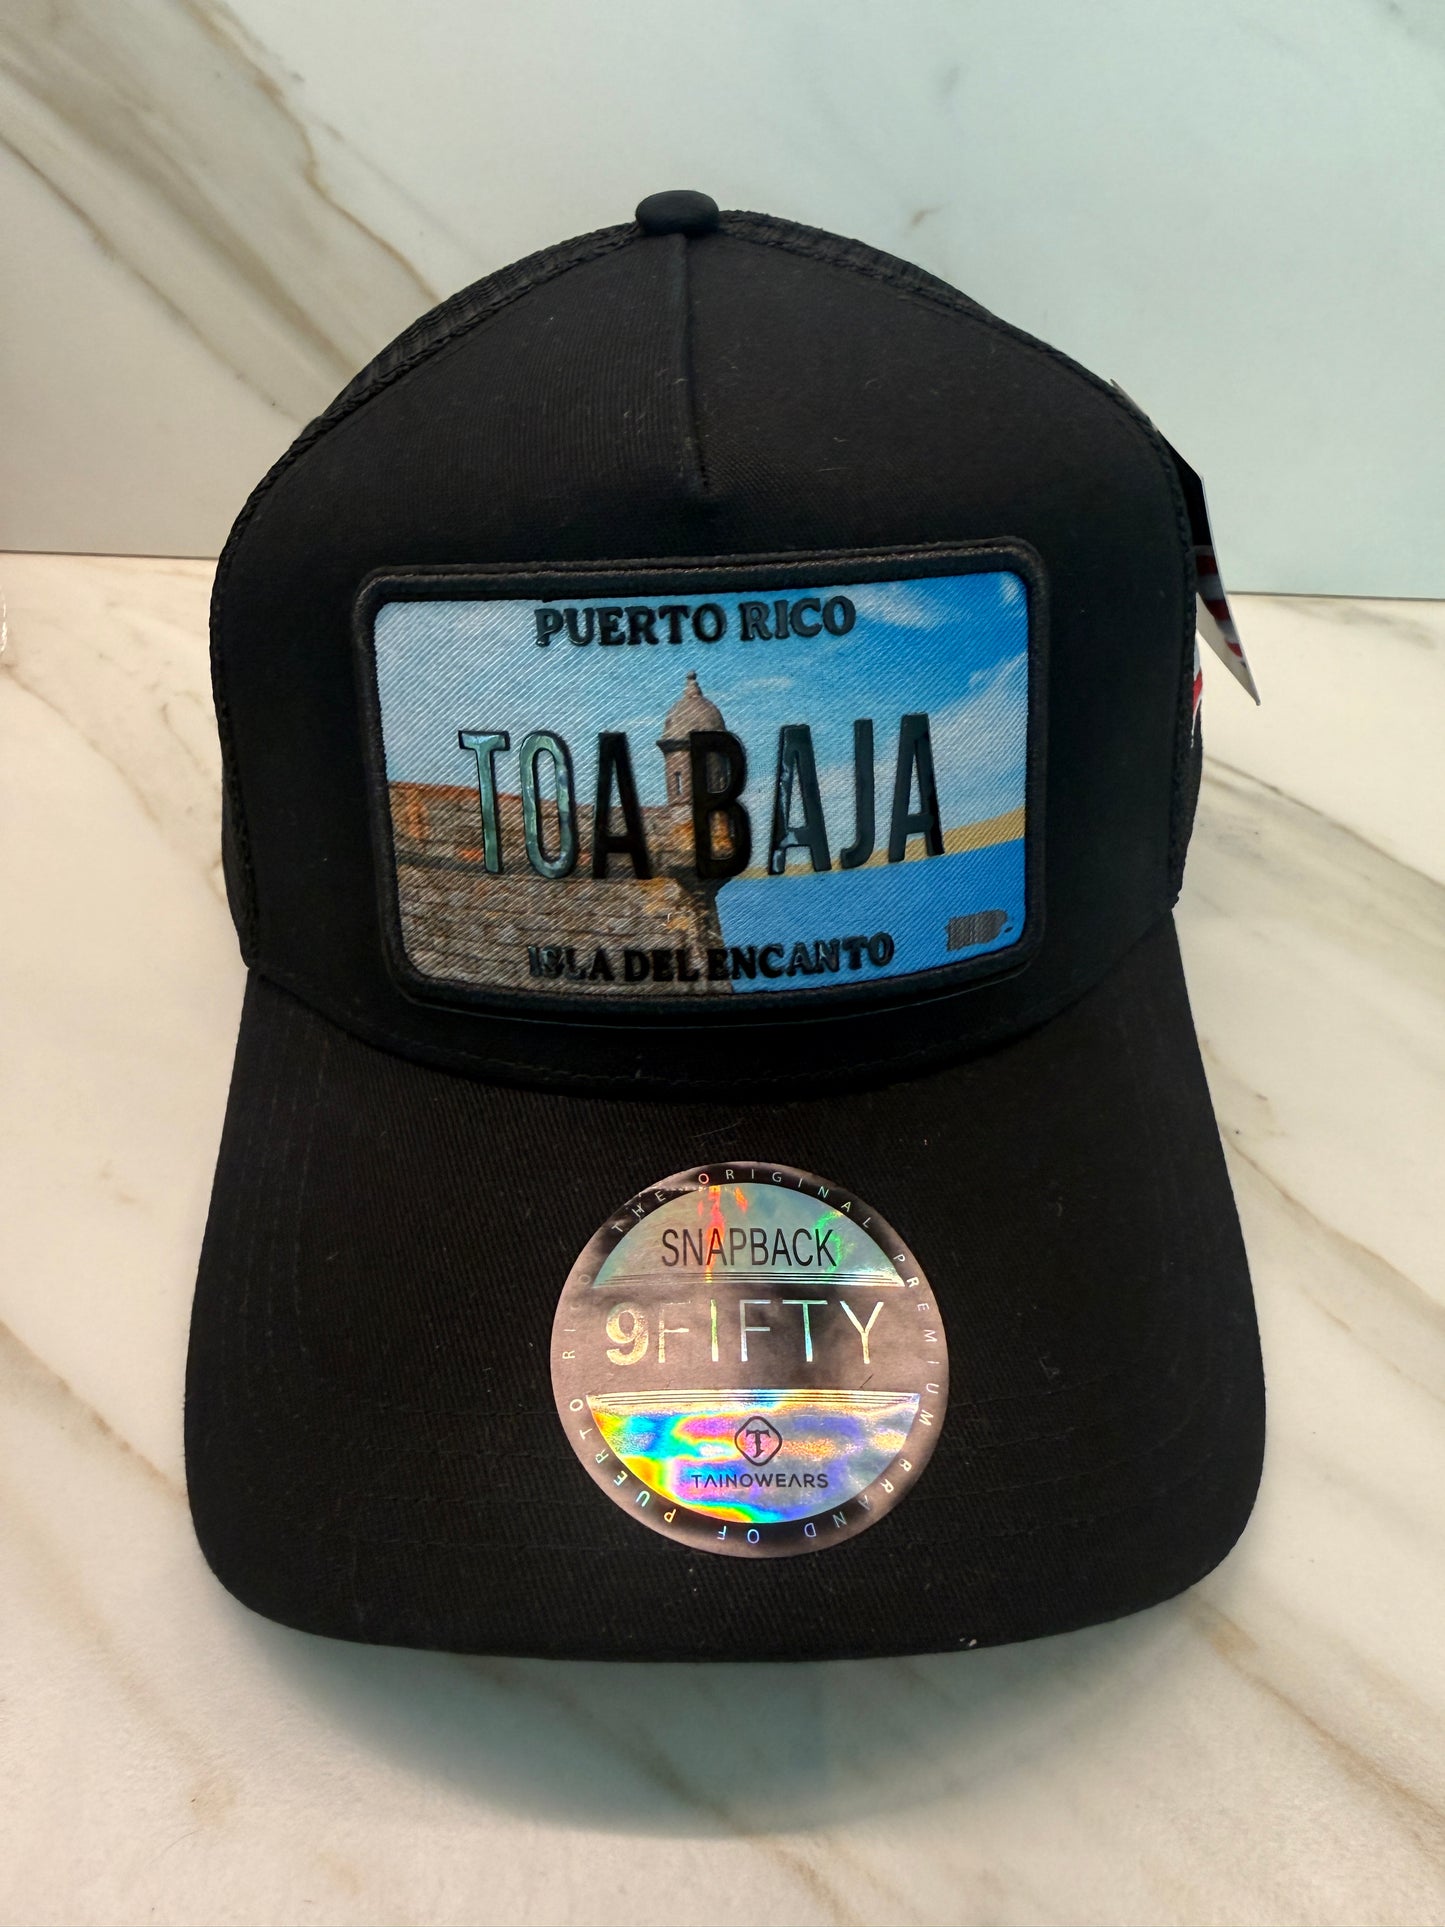 PUERTO RICO
TOA BAJA
ISLA DEL ENCANTO
THE ORIGINAL PREMIUM BRAND OF PUERTO RICO
SNAPBACK
9FIFTY
T
TAINOWEARS